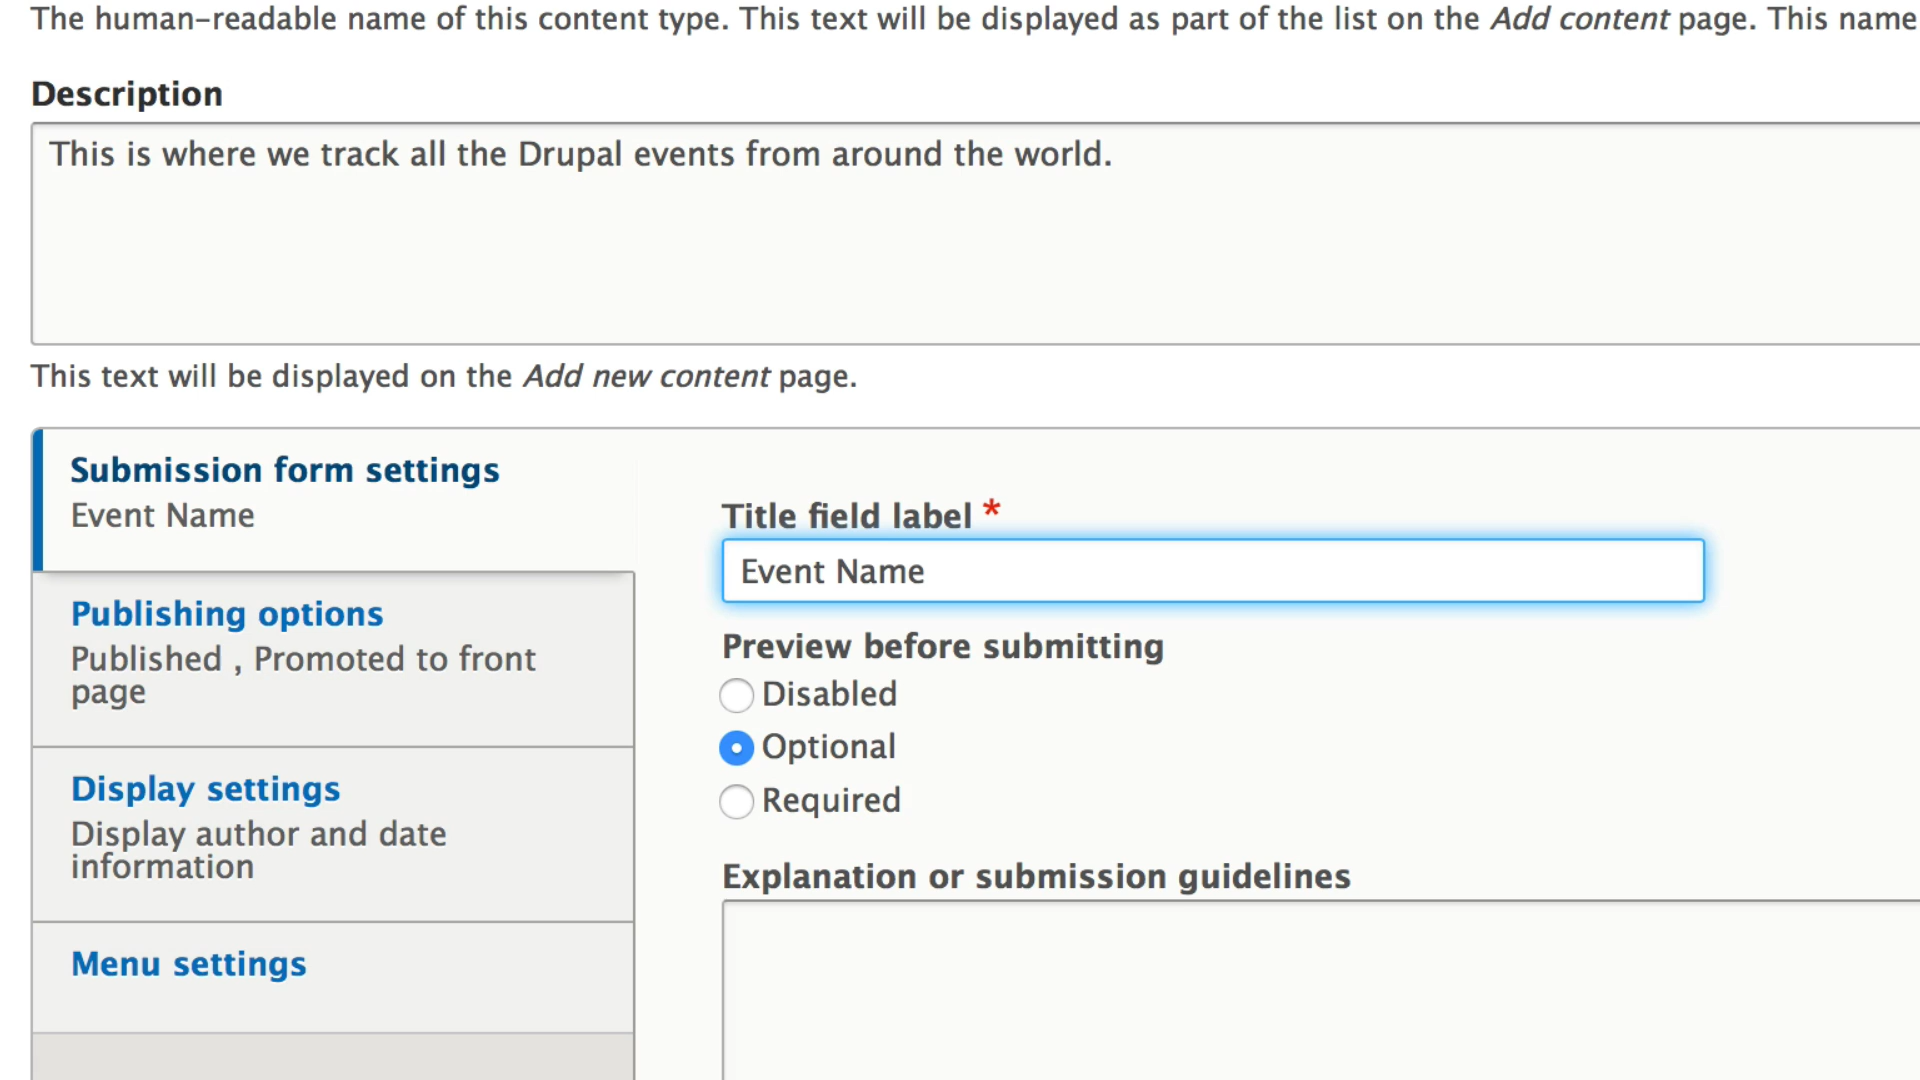 The human-readable name of this content type. This text will be displayed as part of the list on the Add content page. This name
Description
This is where we track all the Drupal events from around the world.
This text will be displayed on the Add new content page.
Submission form settings
Event Name
Publishing options
Published , Promoted to front
page
Display settings
Display author and date
information
Menu settings
Title field label *
Event Name
Preview before submitting
Disabled
Optional
Required
Explanation or submission guidelines